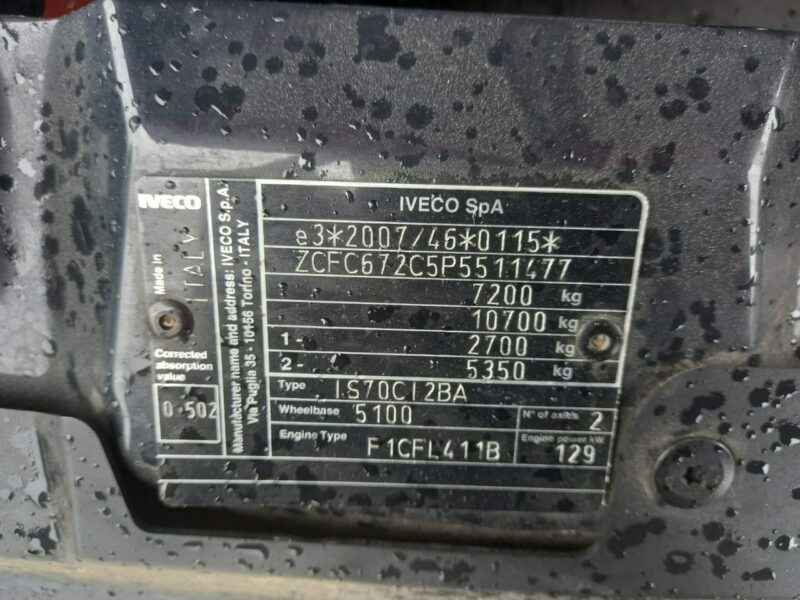 IVECO
Made in
ITALY
Corrected
absorption
value
0.502
Manufacturer name and address: IVECO S.p.A.
Via Puglia 35 - 10156 Torino - ITALY
IVECO SpA
e3*2007/46*0115*
ZCFC672C5P5511477
7200 kg
10700 kg
1- 2700 kg
2- 5350 kg
Type IS70CI2BA
Wheelbase 5100 N° of axles 2
Engine Type F1CFL411B Engine power kW 129